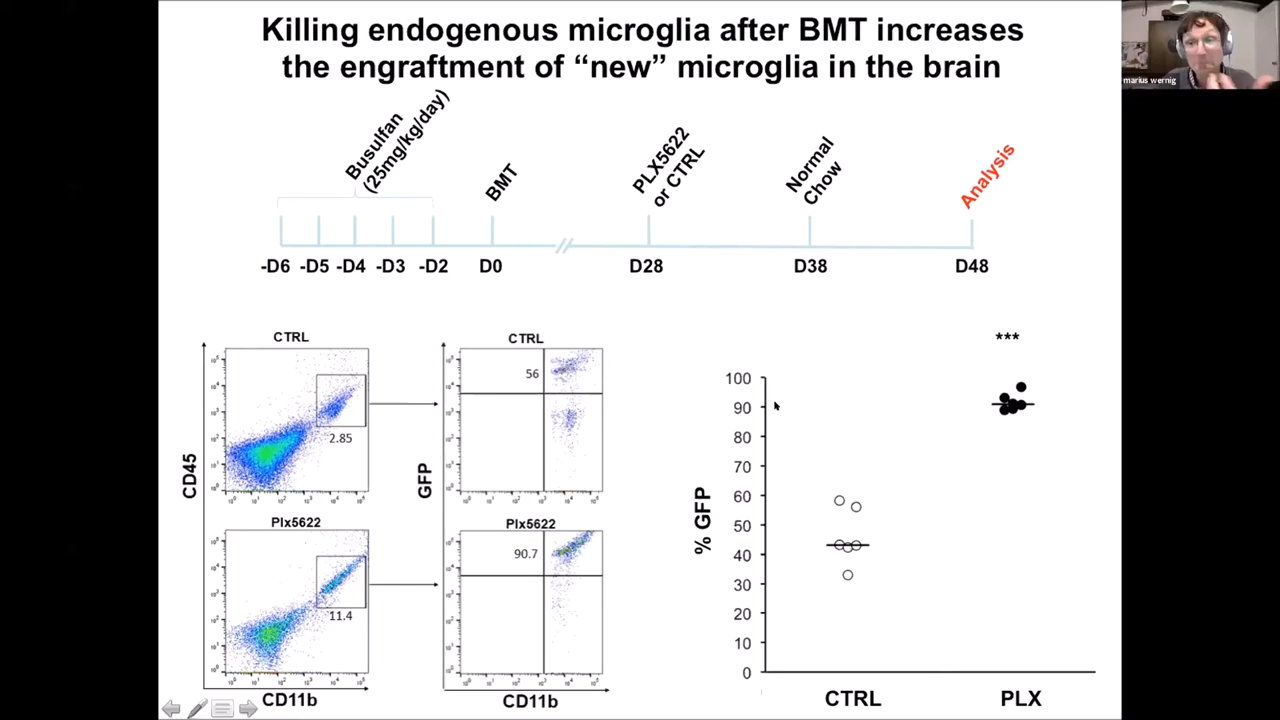 Killing endogenous microglia after BMT increases
the engraftment of “new” microglia in the brain
marius wernig
Busulfan
(25mg/kg/day)
BMT
PLX5622
or CTRL
Normal
Chow
Analysis
-D6 -D5 -D4 -D3 -D2 D0 D28 D38 D48
CTRL
CTRL
56
2.85
CD45
GFP
Plx5622
Plx5622
90.7
11.4
CD11b
CD11b
***
100
90
80
70
60
50
40
30
20
10
0
% GFP
CTRL PLX